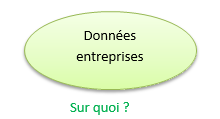 Données
entreprises
Sur quoi ?